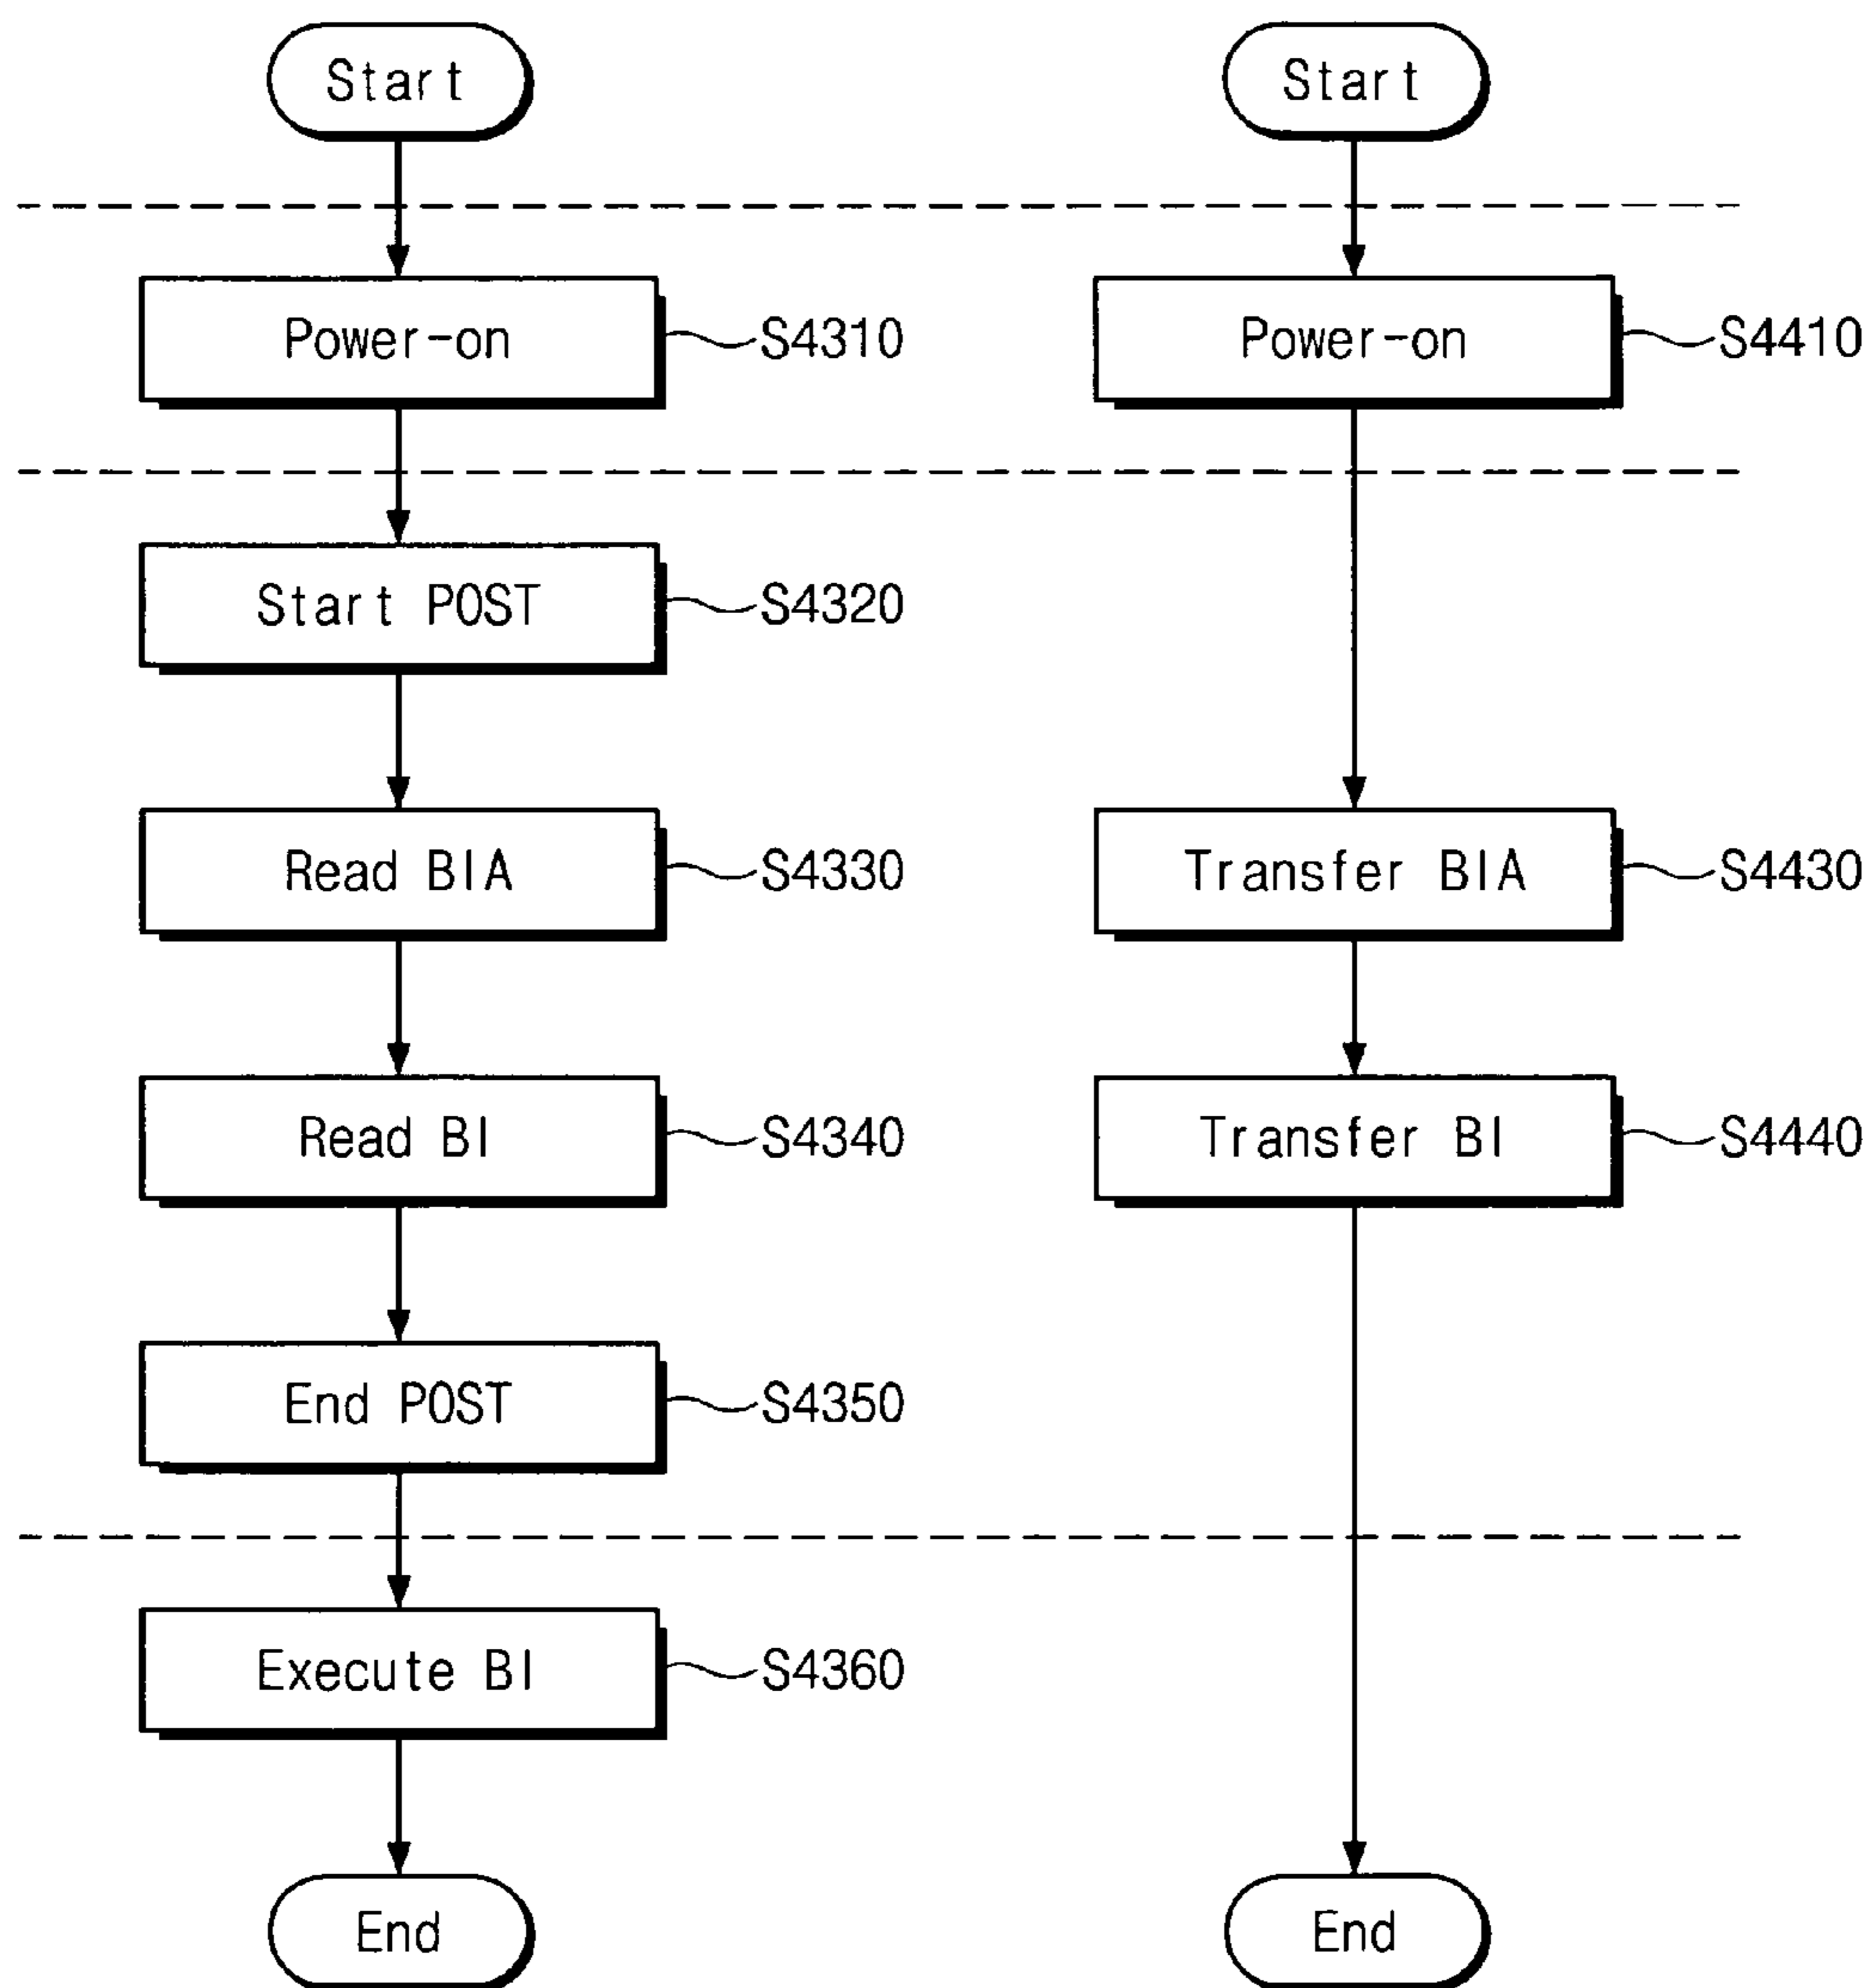 Start
Start
Power-on
S4310
Power-on
S4410
Start POST
S4320
Read BIA
S4330
Transfer BIA
S4430
Read BI
S4340
Transfer BI
S4440
End POST
S4350
Execute BI
S4360
End
End